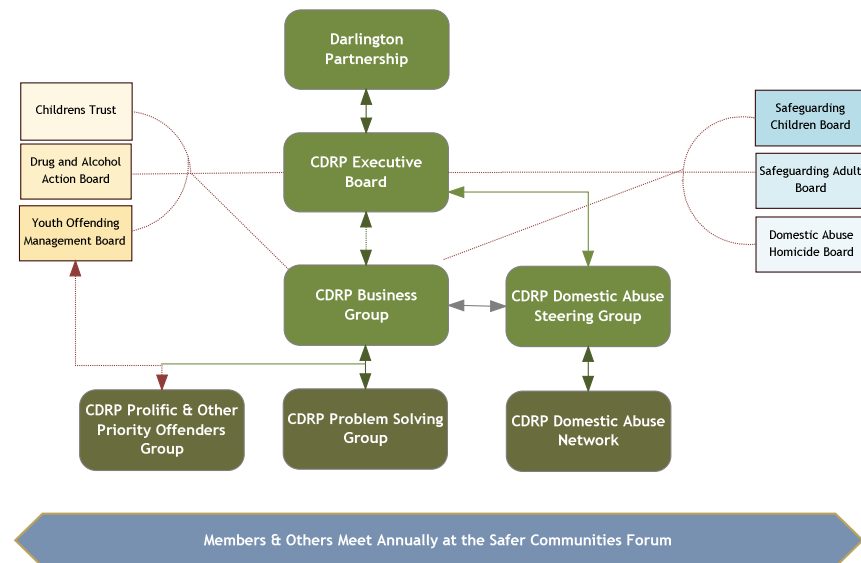 Darlington
Partnership
Childrens Trust
Drug and Alcohol
Action Board
Youth Offending
Management Board
CDRP Executive
Board
Safeguarding
Children Board
Safeguarding Adult
Board
Domestic Abuse
Homicide Board
CDRP Business
Group
CDRP Domestic Abuse
Steering Group
CDRP Prolific & Other
Priority Offenders
Group
CDRP Problem Solving
Group
CDRP Domestic Abuse
Network
Members & Others Meet Annually at the Safer Communities Forum